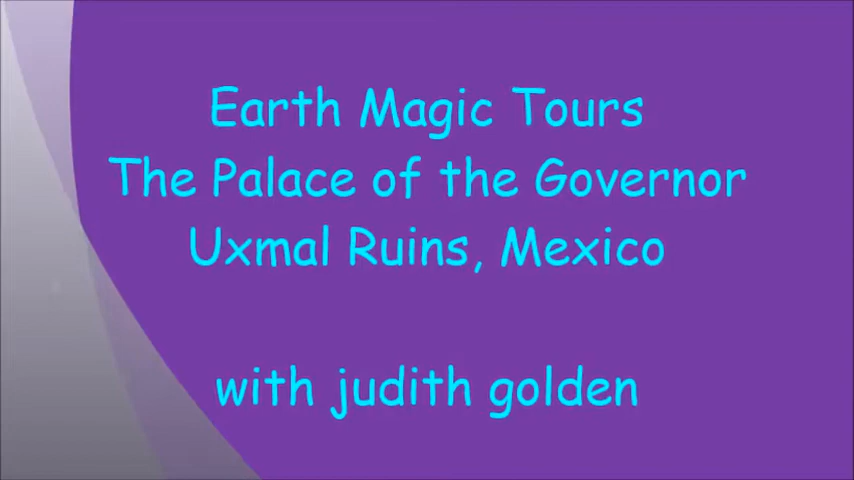 Earth Magic Tours
The Palace of the Governor
Uxmal Ruins, Mexico
with judith golden